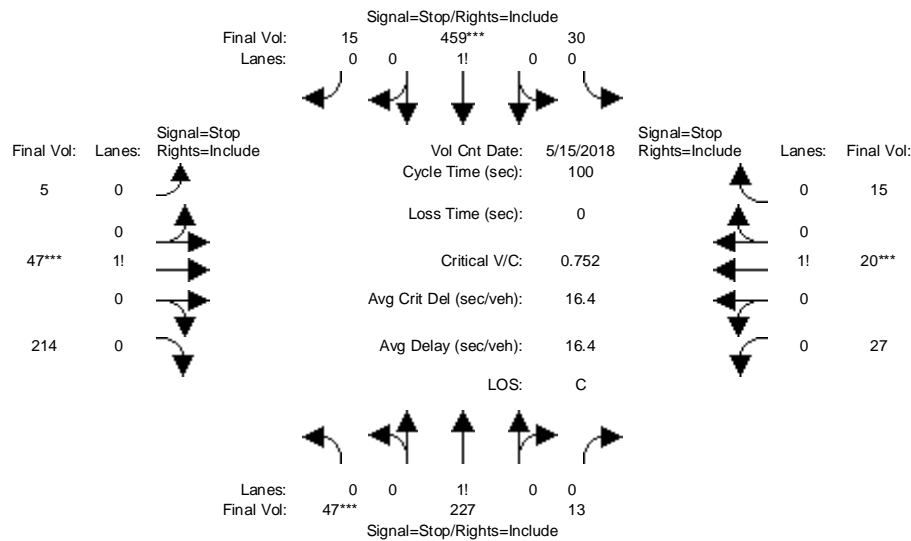 Signal=Stop/Rights=Include
Final Vol: 15 459*** 30
Lanes: 0 0 1! 0 0
Signal=Stop Signal=Stop
Final Vol: Lanes: Rights=Include Vol Cnt Date: 5/15/2018 Rights=Include Lanes: Final Vol:
Cycle Time (sec): 100
5 0 0 15
Loss Time (sec): 0
0 0
47*** 1! Critical V/C: 0.752 1! 20***
0 Avg Crit Del (sec/veh): 16.4 0
214 0 Avg Delay (sec/veh): 16.4 0 27
LOS: C
Lanes: 0 0 1! 0 0
Final Vol: 47*** 227 13
Signal=Stop/Rights=Include